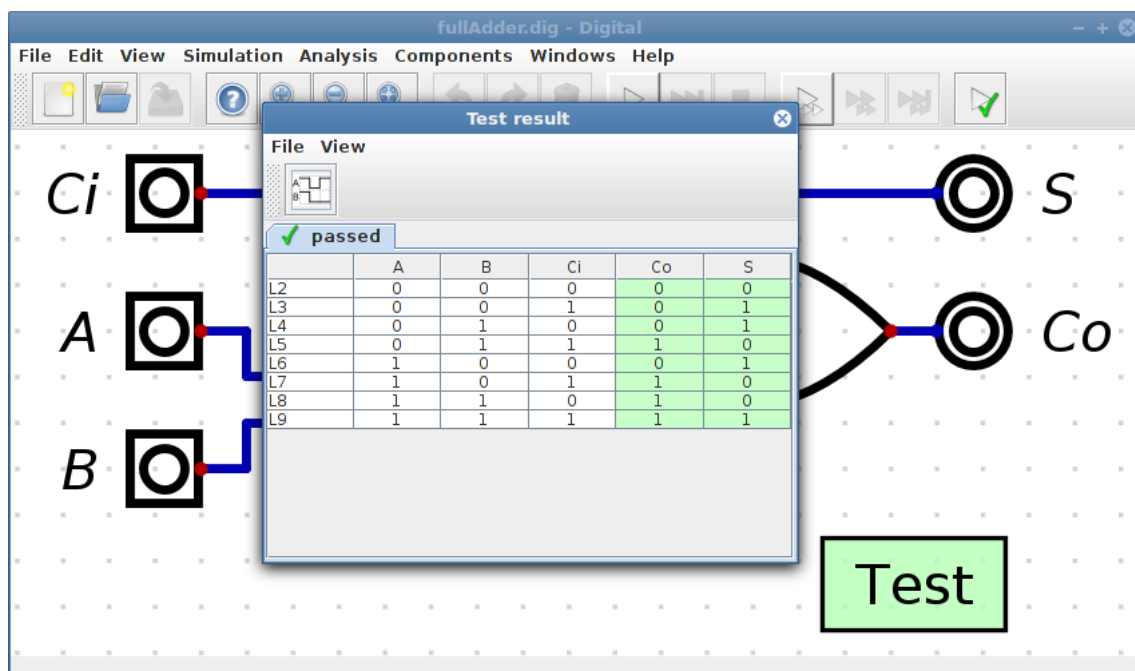 fullAdder.dig - Digital
File Edit View Simulation Analysis Components Windows Help
Test result
File View
passed
A B Ci Co S
L2 0 0 0 0 0
L3 0 0 1 0 1
L4 0 1 0 0 1
L5 0 1 1 1 0
L6 1 0 0 0 1
L7 1 0 1 1 0
L8 1 1 0 1 0
L9 1 1 1 1 1
Ci
S
A
Co
B
Test